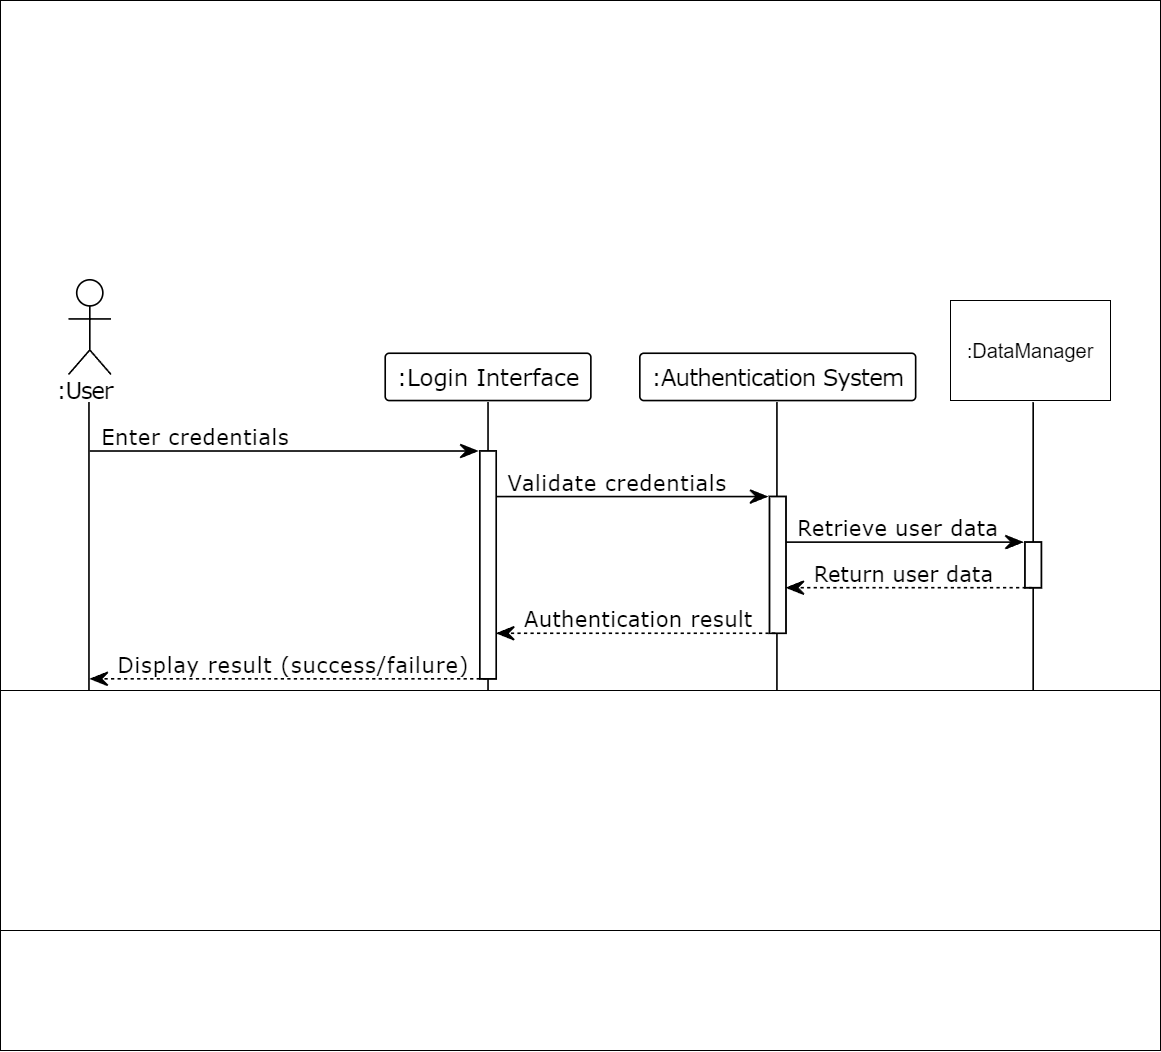 :User
:Login Interface
:Authentication System
:DataManager
Enter credentials
Validate credentials
Retrieve user data
Return user data
Authentication result
Display result (success/failure)